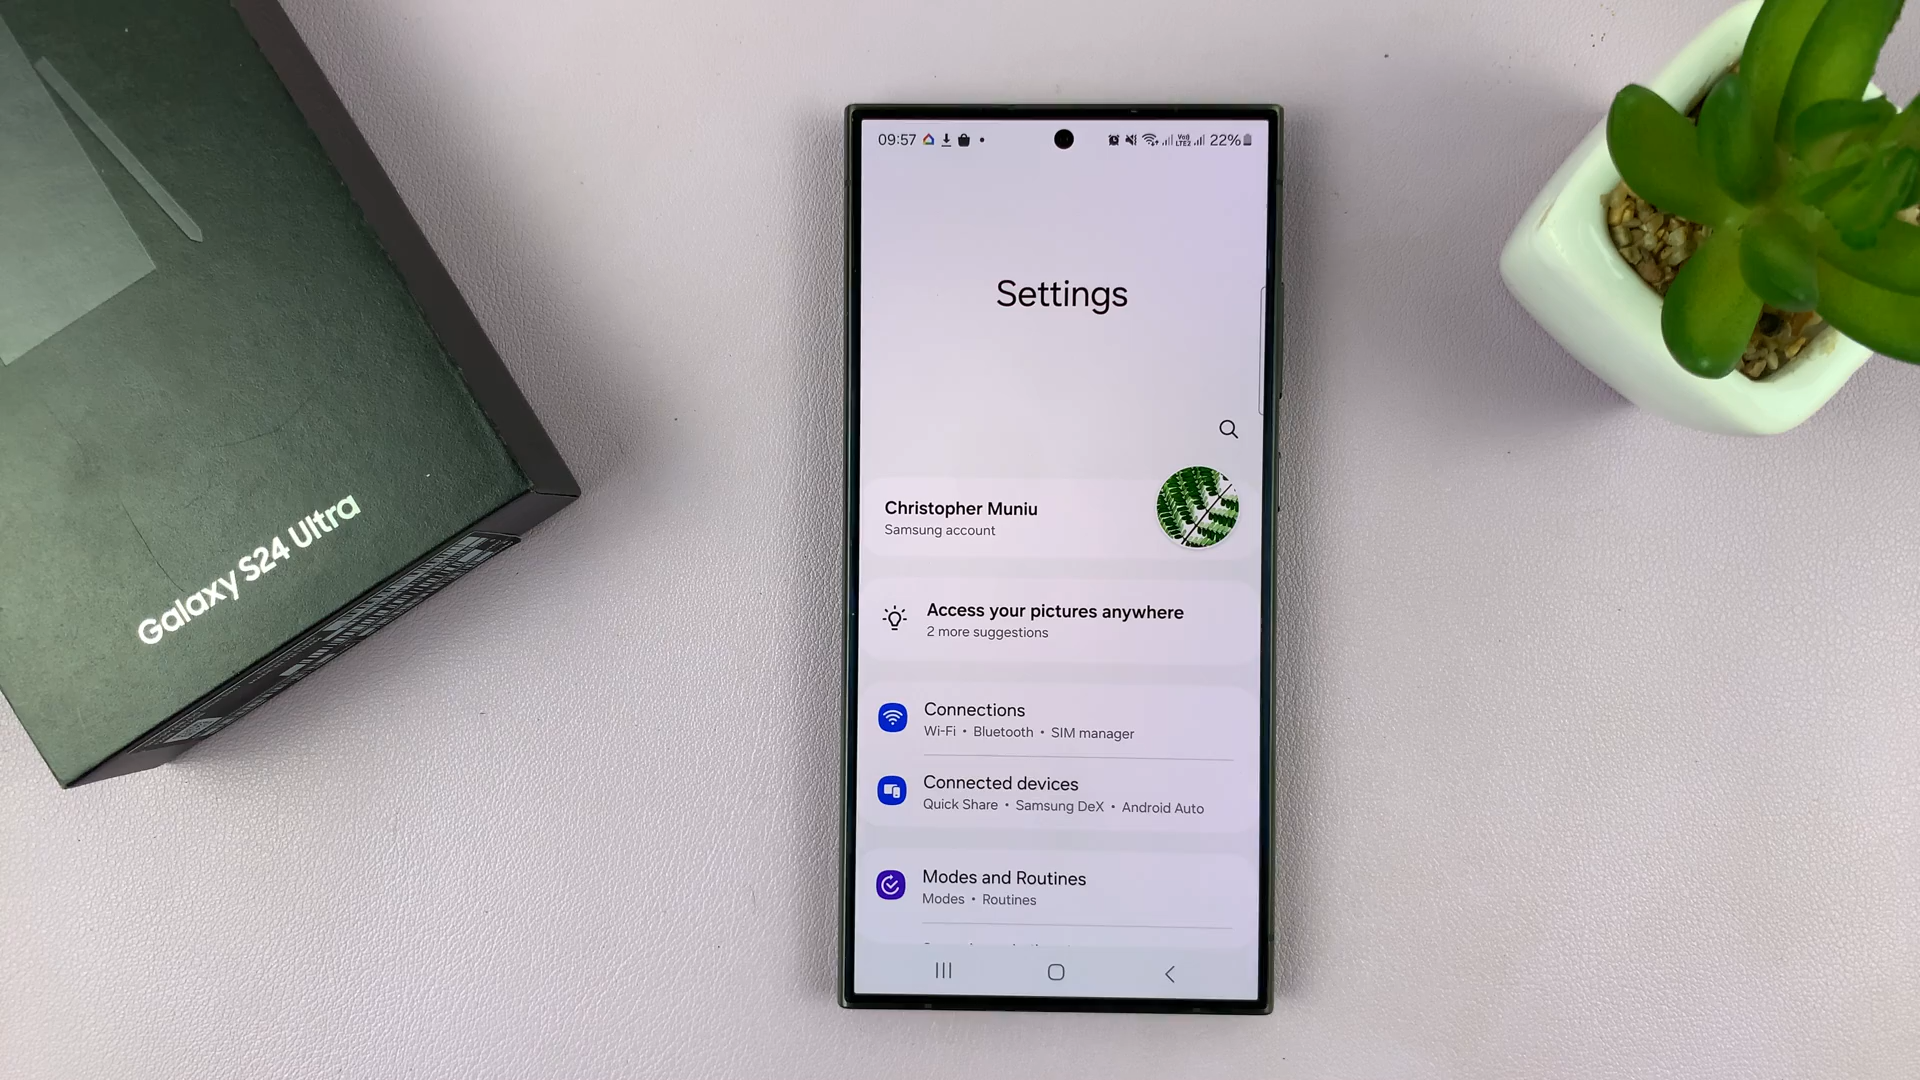 Galaxy S24 Ultra
09:57
22%
Settings
Christopher Muniu
Samsung account
Access your pictures anywhere
2 more suggestions
Connections
Wi-Fi • Bluetooth • SIM manager
Connected devices
Quick Share • Samsung DeX • Android Auto
Modes and Routines
Modes • Routines